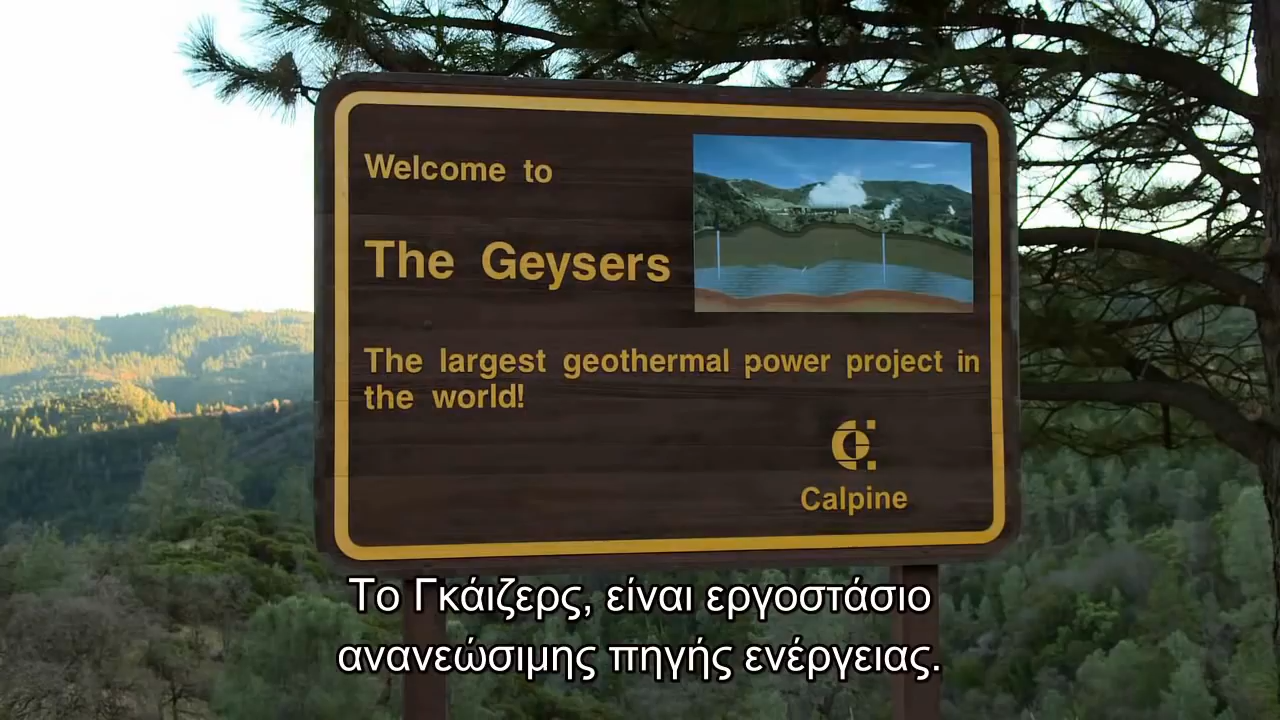 Welcome to
The Geysers
The largest geothermal power project in
the world!
Calpine
Το Γκάιζερς, είναι εργοστάσιο
ανανεώσιμης πηγής ενέργειας.